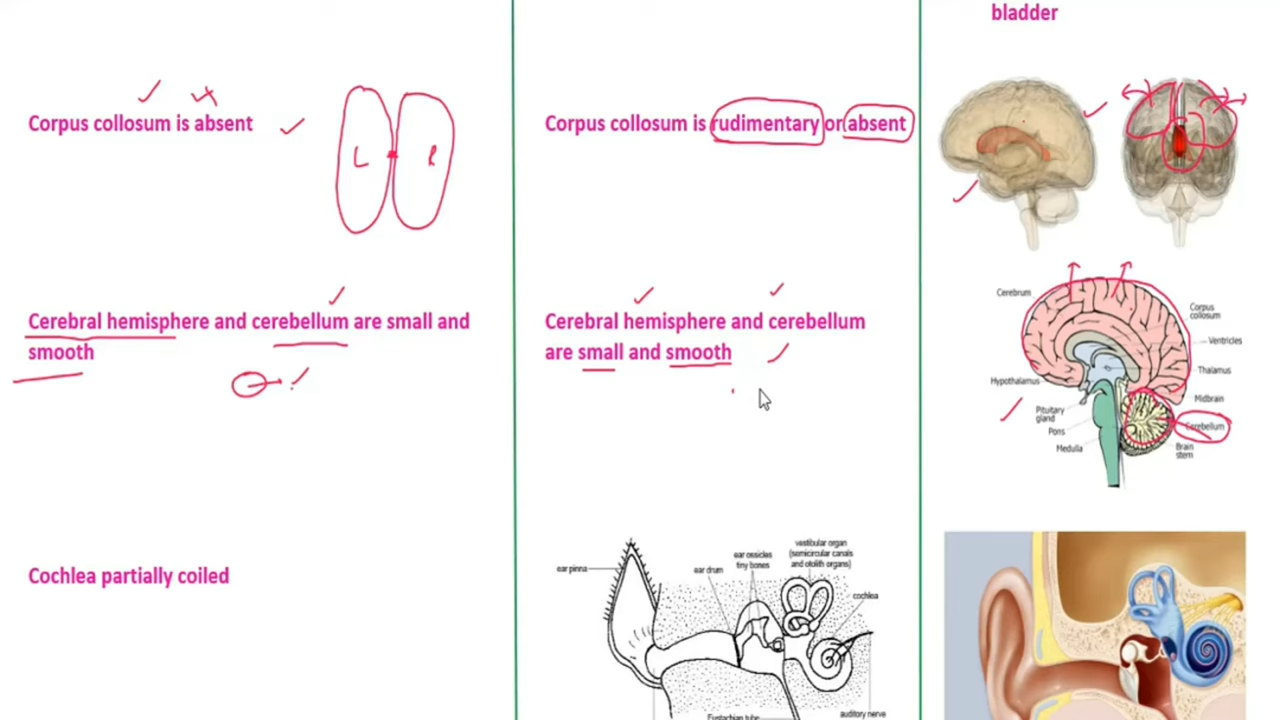 bladder
Corpus collosum is absent
L
R
Corpus collosum is rudimentary or absent
Cerebral hemisphere and cerebellum are small and
smooth
Cerebral hemisphere and cerebellum
are small and smooth
Cerebrum
Corpus
collosum
Ventricles
Thalamus
Hypothalamus
Midbrain
Pituitary
gland
Cerebellum
Pons
Medulla
Brain
stem
Cochlea partially coiled
ear pinna
ear drum
ear ossicles
tiny bones
vestibular organ
(semicircular canals
and otolith organs)
cochlea
auditory nerve
Eustachian tube